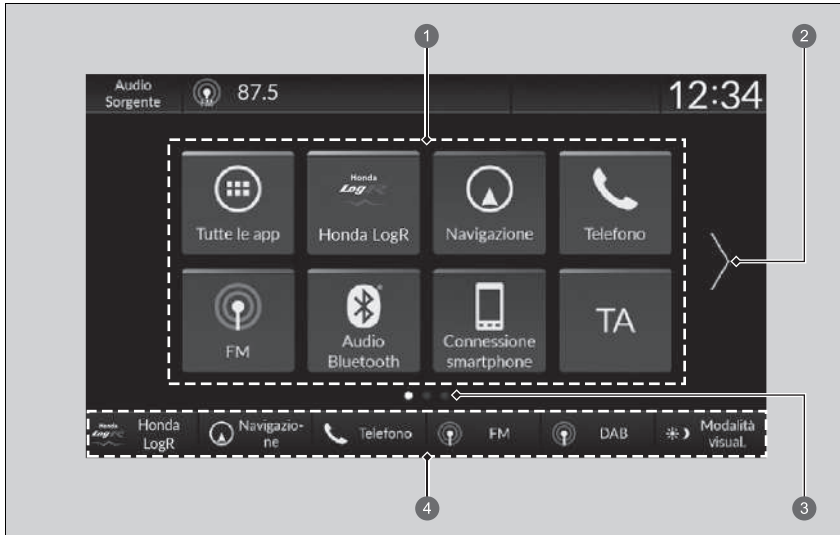 1
2
Audio
Sorgente
FM
87.5
12:34
Honda
LogR
Tutte le app
Honda LogR
Navigazione
Telefono
FM
Audio
Bluetooth
Connessione
smartphone
TA
Honda
LogR
Honda
LogR
Navigazio-
ne
Telefono
FM
DAB
Modalità
visual.
4
3